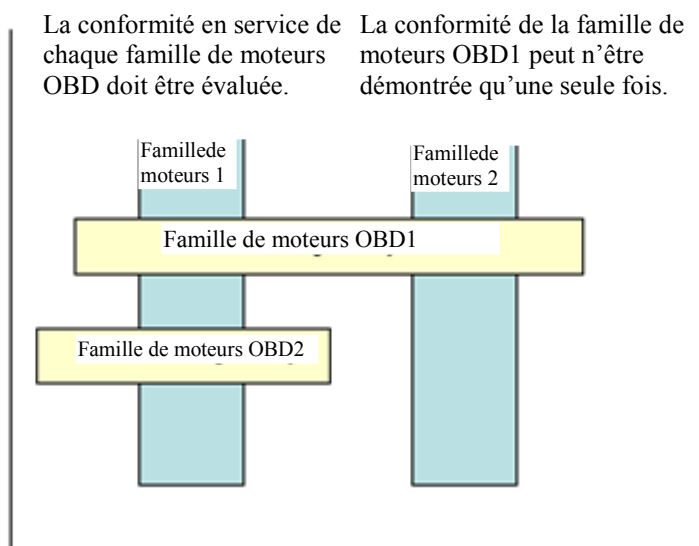 La conformité en service de
chaque famille de moteurs
OBD doit être évaluée.
La conformité de la famille de
moteurs OBD1 peut n’être
démontrée qu’une seule fois.
Famillede
moteurs 1
Famillede
moteurs 2
Famille de moteurs OBD1
Famille de moteurs OBD2